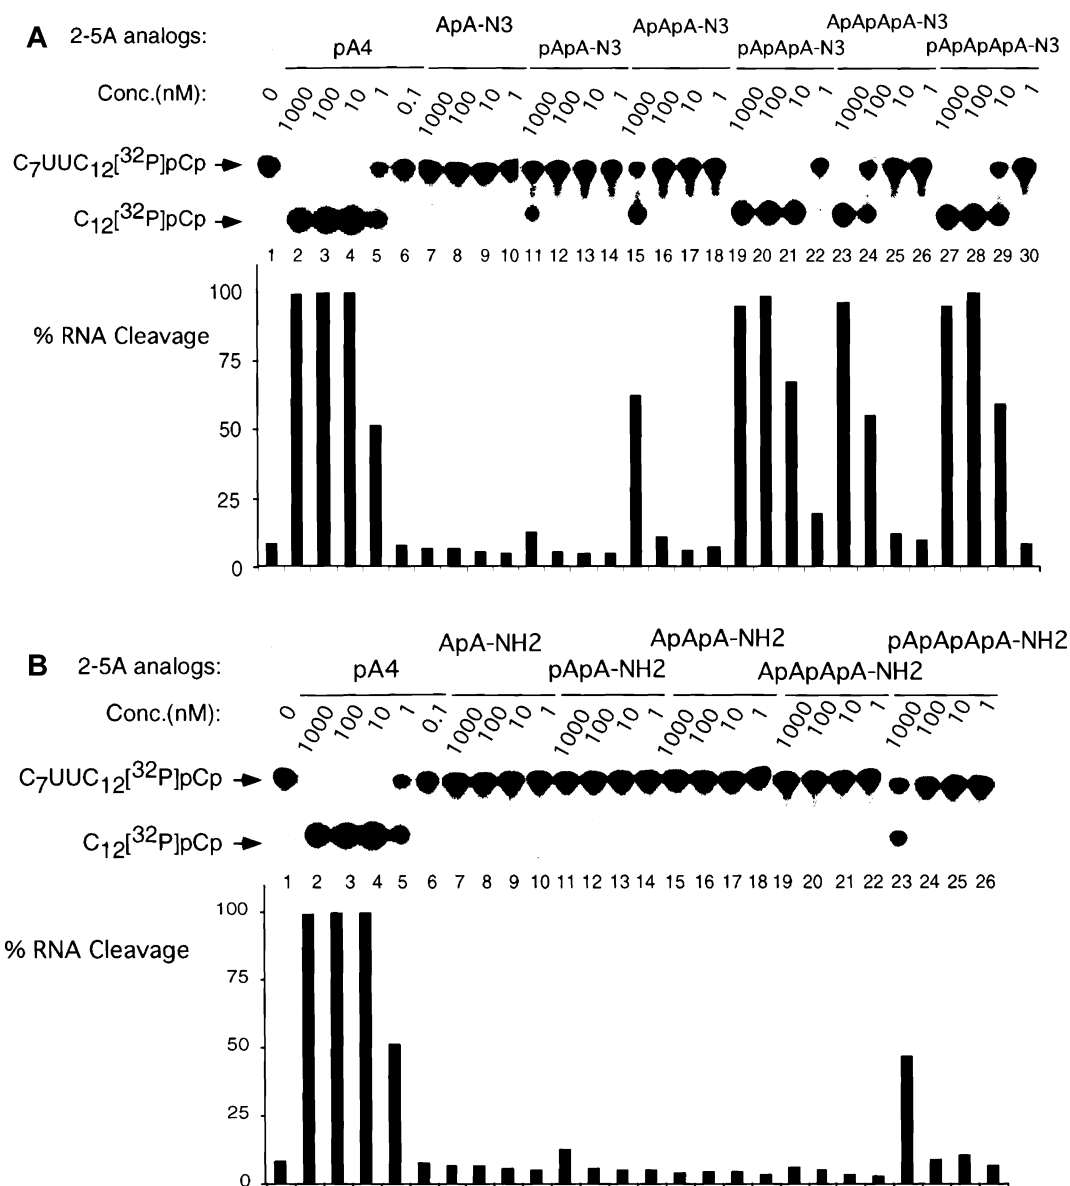 A 2-5A analogs:
pA4
ApA-N3
pApA-N3
ApApA-N3
pApApA-N3
ApApApA-N3
pApApApA-N3
Conc.(nM):
0 1000 100 10 1 0.1 1000 100 10 1 1000 100 10 1 1000 100 10 1 1000 100 10 1 1000 100 10 1 1000 100 10 1
C7UUC12[32P]pCp
C12[32P]pCp
1 2 3 4 5 6 7 8 9 10 11 12 13 14 15 16 17 18 19 20 21 22 23 24 25 26 27 28 29 30
100
% RNA Cleavage
75
50
25
0
B 2-5A analogs:
pA4
ApA-NH2
pApA-NH2
ApApA-NH2
ApApApA-NH2
pApApApA-NH2
Conc.(nM):
0 1000 100 10 1 0.1 1000 100 10 1 1000 100 10 1 1000 100 10 1 1000 100 10 1 1000 100 10 1
C7UUC12[32P]pCp
C12[32P]pCp
1 2 3 4 5 6 7 8 9 10 11 12 13 14 15 16 17 18 19 20 21 22 23 24 25 26
100
% RNA Cleavage
75
50
25
0